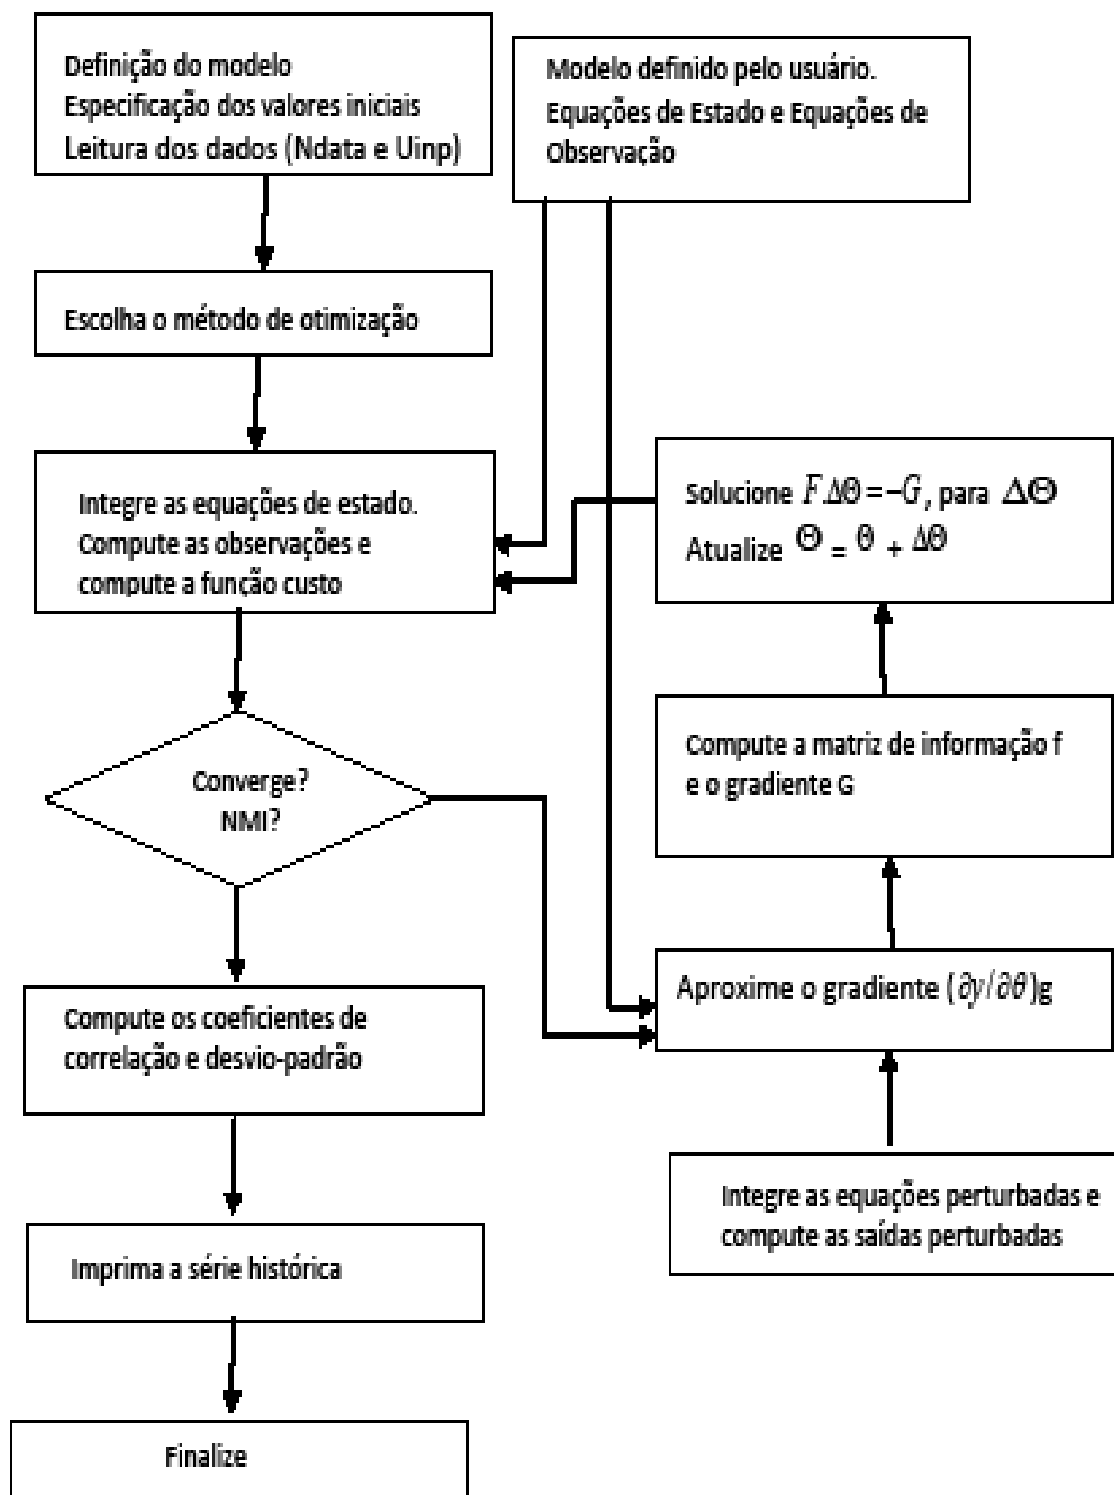 Definição do modelo
Especificação dos valores iniciais
Leitura dos dados (Ndata e Uinp)
Modelo definido pelo usuário.
Equações de Estado e Equações de
Observação
Escolha o método de otimização
Integre as equações de estado.
Compute as observações e
compute a função custo
Solucione FΔθ=−G, para ΔΘ
Atualize Θ = θ + Δθ
Converge?
NMI?
Compute a matriz de informação f
e o gradiente G
Aproxime o gradiente (∂y/∂θ)g
Compute os coeficientes de
correlação e desvio-padrão
Integre as equações perturbadas e
compute as saídas perturbadas
Imprima a série histórica
Finalize